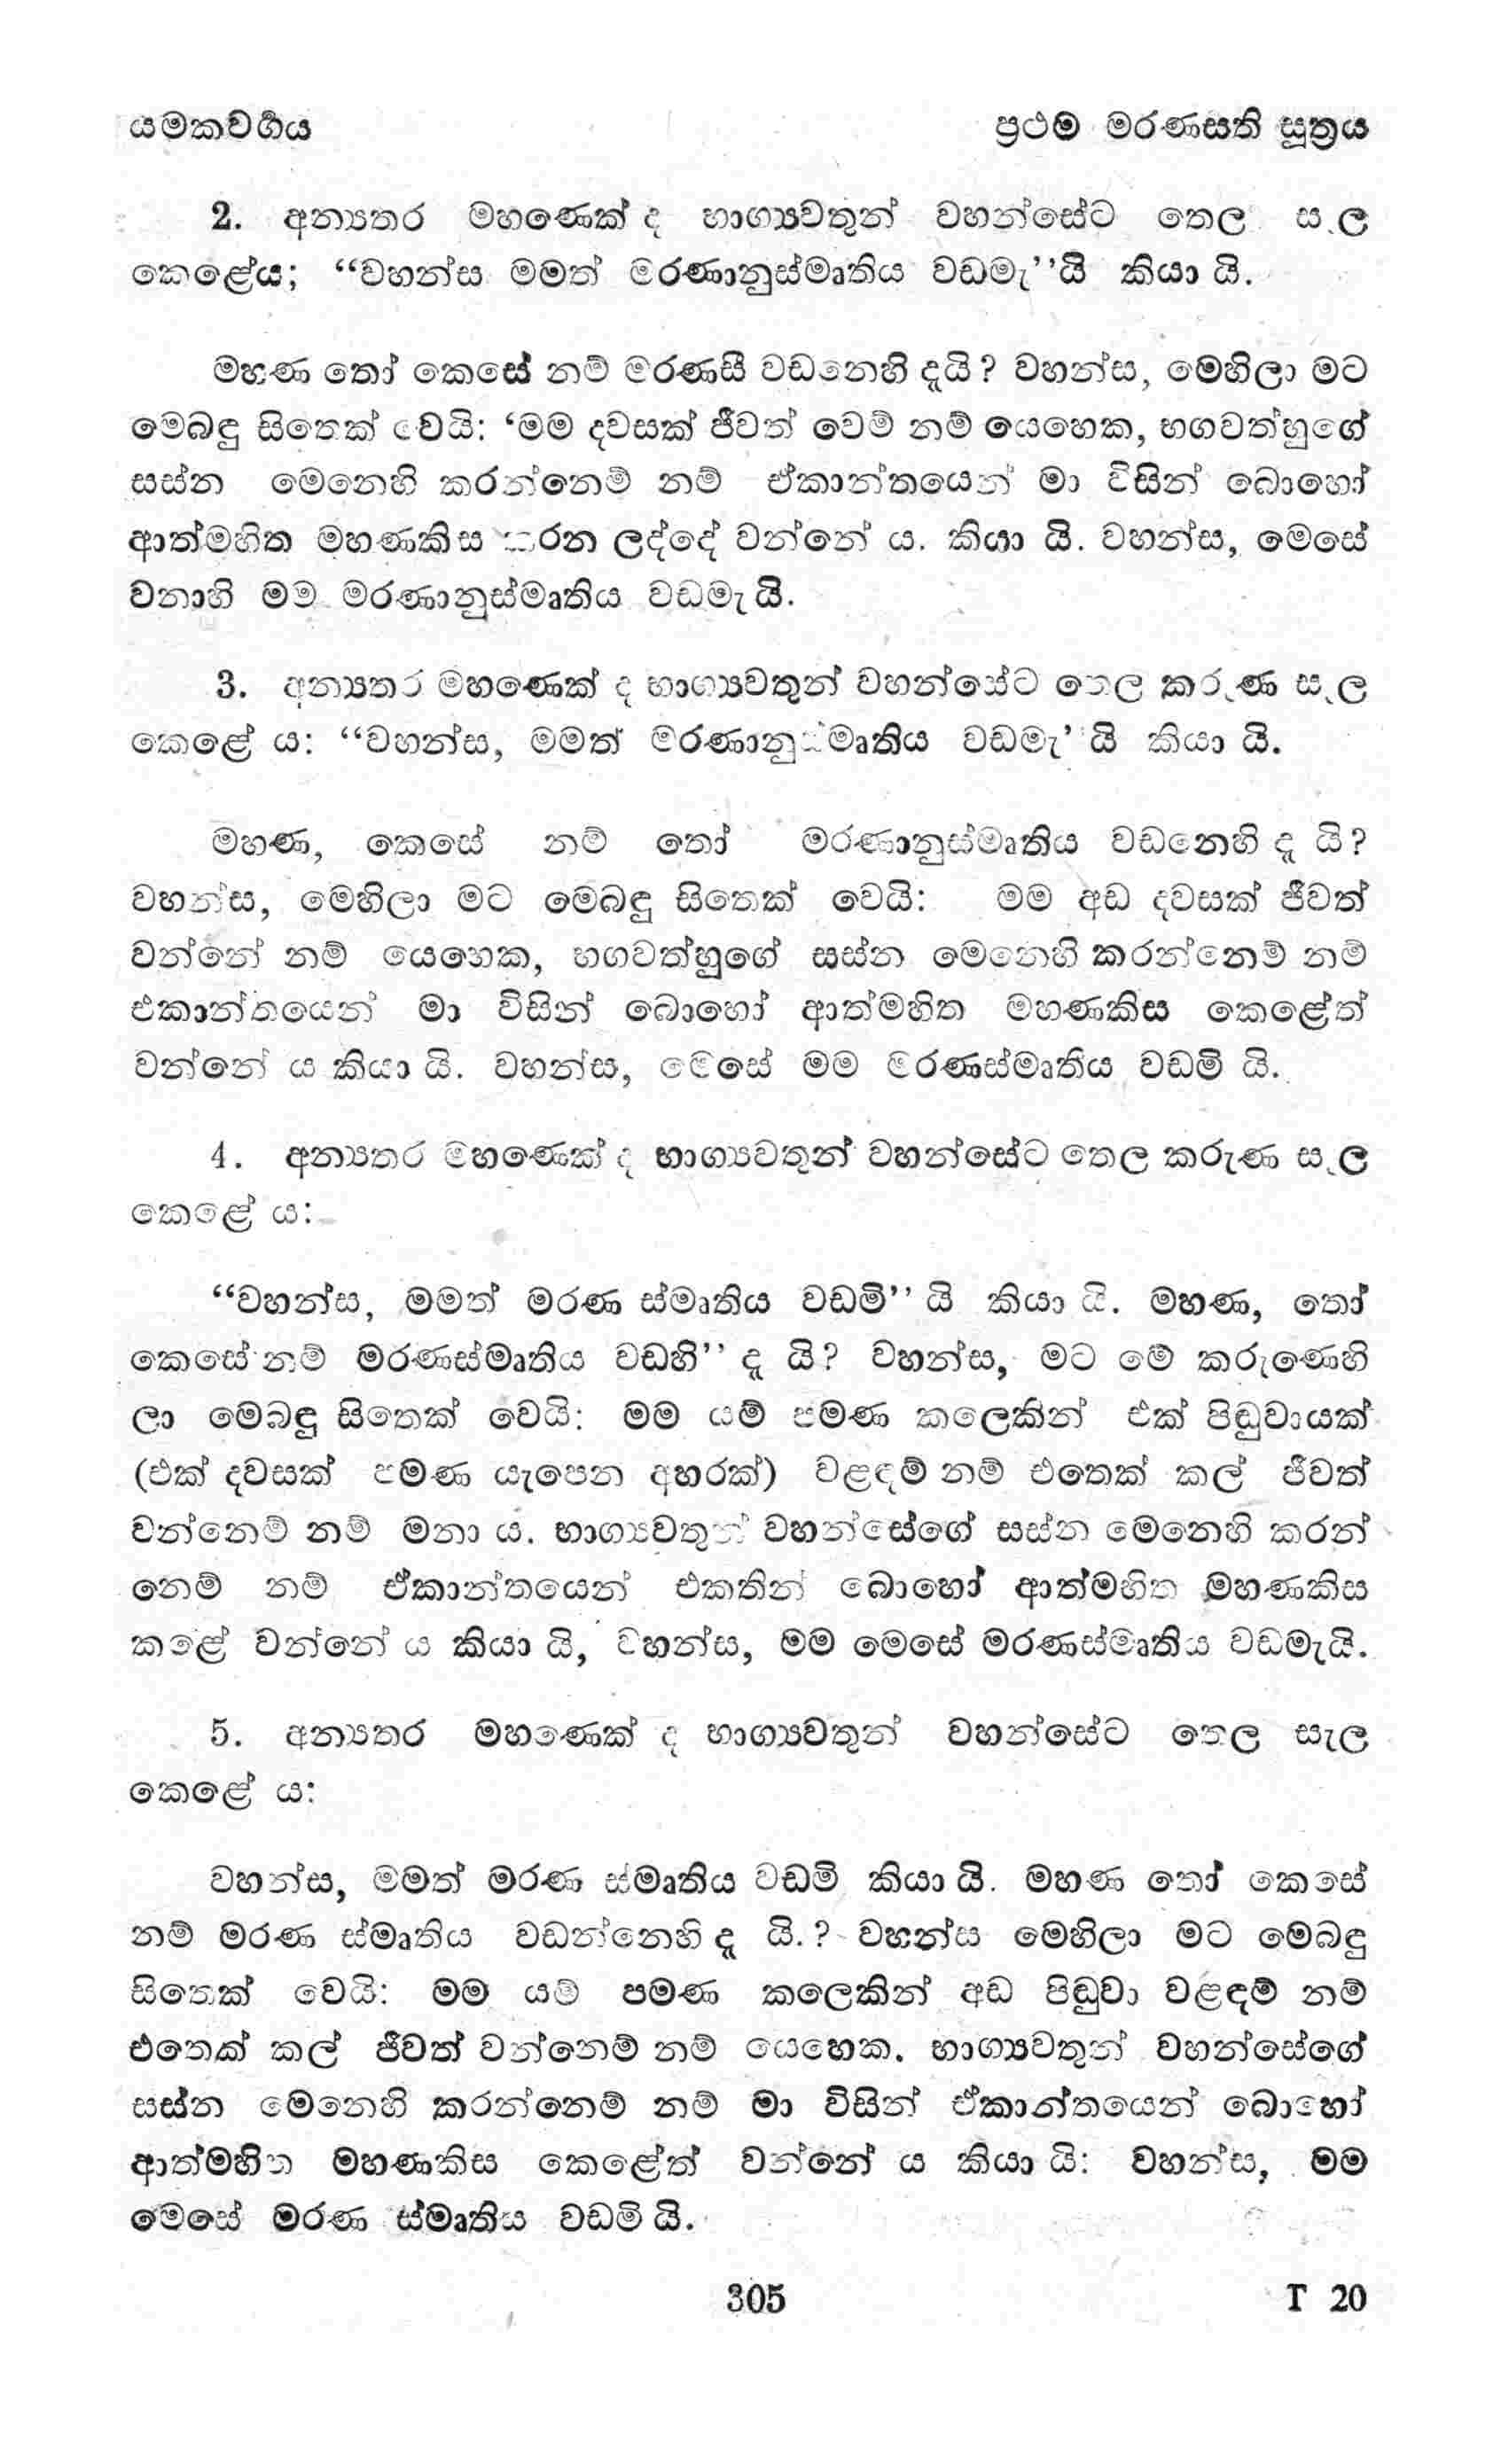 යමකවර්‍ගය ප්‍රථම මරණසති සූත්‍රය
2. අන්‍යතර මහණෙක් ද භාග්‍යවතුන් වහන්සේට තෙල සැල
කෙළේය; “වහන්ස මමත් මරණානුස්මෘතිය වඩමැ’’යි කියා යි.
මහණ තෝ කෙසේ නම් මරණසී වඩනෙහි දැයි? වහන්ස, මෙහිලා මට
මෙබඳු සිතෙක් වෙයි: ‘මම දවසක් ජීවත් වෙම් නම් යෙහෙක, භගවත්හුගේ
සස්න මෙනෙහි කරන්නෙම් නම් ඒකාන්තයෙන් මා විසින් බොහෝ
ආත්මහිත මහණකිස කරන ලද්දේ වන්නේ ය. කියා යි. වහන්ස, මෙසේ
වනාහි මම මරණානුස්මෘතිය වඩමැ යි.
3. අන්‍යතර මහණෙක් ද භාග්‍යවතුන් වහන්සේට තෙල කරුණ සැල
කෙළේ ය: “වහන්ස, මමත් මරණානුස්මෘතිය වඩමැ’’යි කියා යි.
මහණ, කෙසේ නම් තෝ මරණානුස්මෘතිය වඩනෙහි දැ යි?
වහන්ස, මෙහිලා මට මෙබඳු සිතෙක් වෙයි: මම අඩ දවසක් ජීවත්
වන්නේ නම් යෙහෙක, භගවත්හුගේ සස්න මෙනෙහි කරන්නෙම් නම්
එකාන්තයෙන් මා විසින් බොහෝ ආත්මහිත මහණකිස කෙළේත්
වන්නේ ය කියා යි. වහන්ස, මෙසේ මම මරණස්මෘතිය වඩමි යි.
4. අන්‍යතර මහණෙක් ද භාග්‍යවතුන් වහන්සේට තෙල කරුණ සැල
කෙළේ ය:
“වහන්ස, මමත් මරණ ස්මෘතිය වඩමි’’ යි කියා යි. මහණ, තෝ
කෙසේ නම් මරණස්මෘතිය වඩහි’’ දැ යි? වහන්ස, මට මේ කරුණෙහි
ලා මෙබඳු සිතෙක් වෙයි: මම යම් පමණ කලෙකින් එක් පිඬුවායක්
(එක් දවසක් පමණ යැපෙන අහරක්) වළඳම් නම් එතෙක් කල් ජීවත්
වන්නෙම් නම් මනා ය. භාග්‍යවතුන් වහන්සේගේ සස්න මෙනෙහි කරන්
නෙම් නම් ඒකාන්තයෙන් එකතින් බොහෝ ආත්මහිත මහණකිස
කළේ වන්නේ ය කියා යි, වහන්ස, මම මෙසේ මරණස්මෘතිය වඩමැයි.
5. අන්‍යතර මහණෙක් ද භාග්‍යවතුන් වහන්සේට තෙල සැල
කෙළේ ය:
වහන්ස, මමත් මරණ ස්මෘතිය වඩමි කියා යි. මහණ තෝ කෙසේ
නම් මරණ ස්මෘතිය වඩන්නෙහි දැ යි.? වහන්ස මෙහිලා මට මෙබඳු
සිතෙක් වෙයි: මම යම් පමණ කලෙකින් අඩ පිඬුවා වළඳම් නම්
එතෙක් කල් ජීවත් වන්නෙම් නම් යෙහෙක. භාග්‍යවතුන් වහන්සේගේ
සස්න මෙනෙහි කරන්නෙම් නම් මා විසින් ඒකාන්තයෙන් බොහෝ
ආත්මහිත මහණකිස කෙළේත් වන්නේ ය කියා යි: වහන්ස, මම
මෙසේ මරණ ස්මෘතිය වඩමි යි.
305 T 20